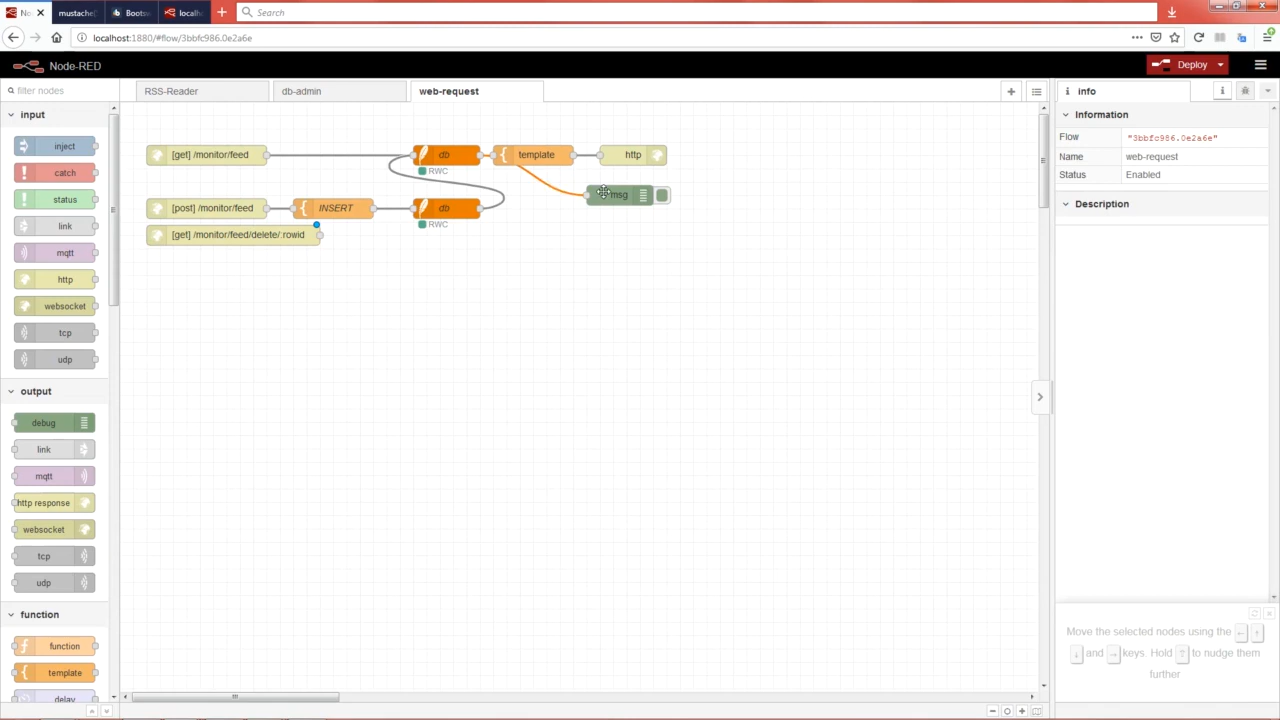 No
mustache
Bootsv
localh
Search
localhost:1880/#flow/3bbfc986.0e2a6e
Node-RED
Deploy
filter nodes
RSS-Reader
db-admin
web-request
info
input
inject
catch
status
link
mqtt
http
websocket
tcp
udp
output
debug
link
mqtt
http response
websocket
tcp
udp
function
function
template
delay
[get] /monitor/feed
db
RWC
template
http
msg
[post] /monitor/feed
INSERT
db
RWC
[get] /monitor/feed/delete/:rowid
Information
Flow "3bbfc986.0e2a6e"
Name web-request
Status Enabled
Description
Move the selected nodes using the
and keys. Hold to nudge them
further